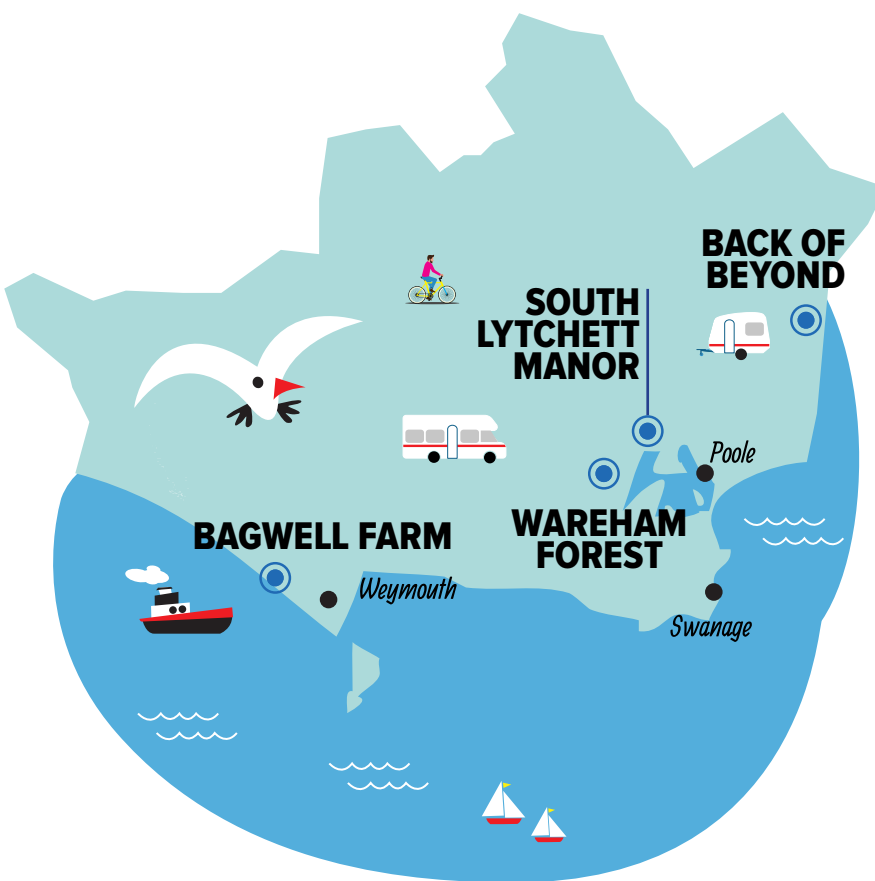 BACK OF
BEYOND
SOUTH
LYTCHETT
MANOR
Poole
WAREHAM
FOREST
BAGWELL FARM
Weymouth
Swanage